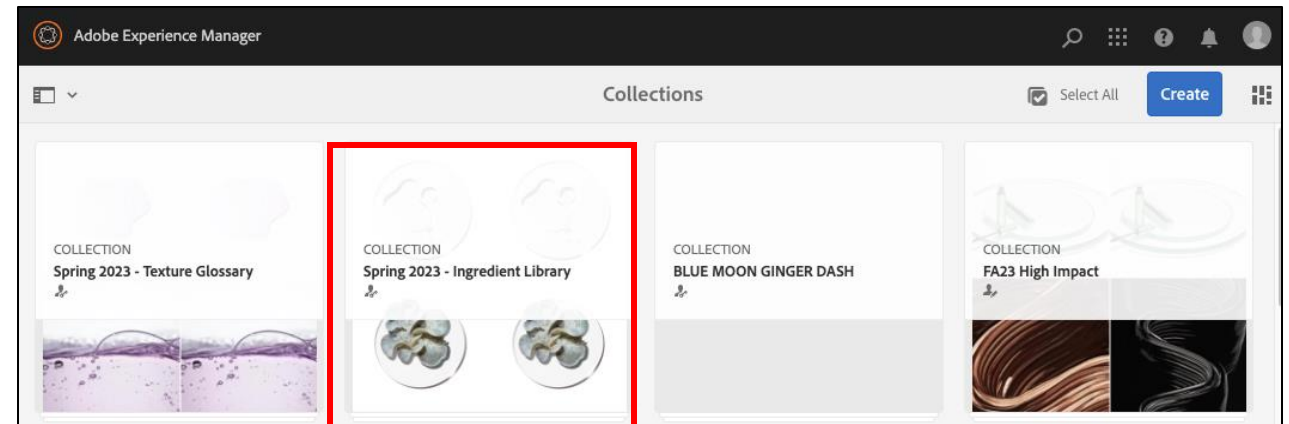 Adobe Experience Manager
Collections
Select All
Create
COLLECTION
Spring 2023 - Texture Glossary
COLLECTION
Spring 2023 - Ingredient Library
COLLECTION
BLUE MOON GINGER DASH
COLLECTION
FA23 High Impact